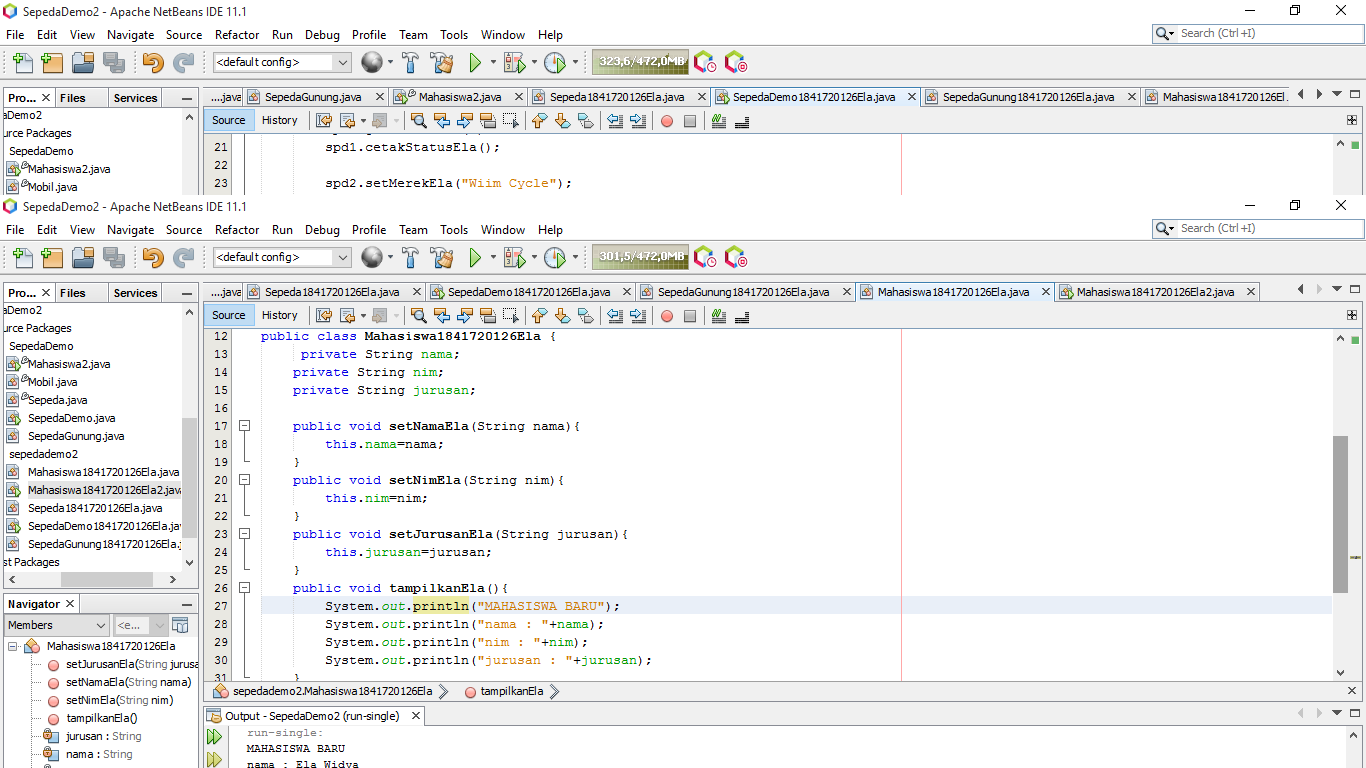 SepedaDemo2 - Apache NetBeans IDE 11.1
File Edit View Navigate Source Refactor Run Debug Profile Team Tools Window Help
Search (Ctrl+I)
<default config>
323,6/472,0MB
Pro... Files Services
...java SepedaGunung.java Mahasiswa2.java Sepeda1841720126Ela.java SepedaDemo1841720126Ela.java SepedaGunung1841720126Ela.java Mahasiswa1841720126El.
aDemo2
urce Packages
SepedaDemo
Mahasiswa2.java
Mobil.java
Source History
21 spd1.cetakStatusEla();
22
23 spd2.setMerekEla("Wiim Cycle");
SepedaDemo2 - Apache NetBeans IDE 11.1
File Edit View Navigate Source Refactor Run Debug Profile Team Tools Window Help
Search (Ctrl+I)
<default config>
301,5/472,0MB
Pro... Files Services
...java Sepeda1841720126Ela.java SepedaDemo1841720126Ela.java SepedaGunung1841720126Ela.java Mahasiswa1841720126Ela.java Mahasiswa1841720126Ela2.java
aDemo2
urce Packages
SepedaDemo
Mahasiswa2.java
Mobil.java
Sepeda.java
SepedaDemo.java
SepedaGunung.java
sepedademo2
Mahasiswa1841720126Ela.java
Mahasiswa1841720126Ela2.java
Sepeda1841720126Ela.java
SepedaDemo1841720126Ela.jav
SepedaGunung1841720126Ela.j
st Packages
Source History
12 public class Mahasiswa1841720126Ela {
13 private String nama;
14 private String nim;
15 private String jurusan;
16
17 public void setNamaEla(String nama){
18 this.nama=nama;
19 }
20 public void setNimEla(String nim){
21 this.nim=nim;
22 }
23 public void setJurusanEla(String jurusan){
24 this.jurusan=jurusan;
25 }
26 public void tampilkanEla(){
27 System.out.println("MAHASISWA BARU");
28 System.out.println("nama : "+nama);
29 System.out.println("nim : "+nim);
30 System.out.println("jurusan : "+jurusan);
31 }
sepedademo2.Mahasiswa1841720126Ela tampilkanEla
Navigator
Members <e...
Mahasiswa1841720126Ela
setJurusanEla(String jurusa
setNamaEla(String nama)
setNimEla(String nim)
tampilkanEla()
jurusan : String
nama : String
Output - SepedaDemo2 (run-single)
run-single:
MAHASISWA BARU
nama : Ela Widya